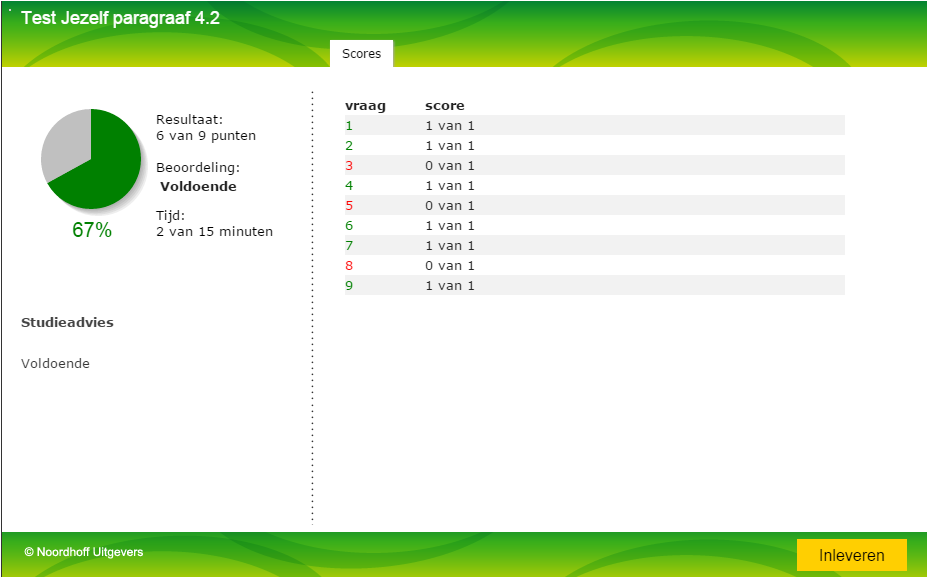 Test Jezelf paragraaf 4.2
Scores
Resultaat:
6 van 9 punten
Beoordeling:
Voldoende
Tijd:
2 van 15 minuten
67%
Studieadvies
Voldoende
vraag score
1 1 van 1
2 1 van 1
3 0 van 1
4 1 van 1
5 0 van 1
6 1 van 1
7 1 van 1
8 0 van 1
9 1 van 1
© Noordhoff Uitgevers
Inleveren